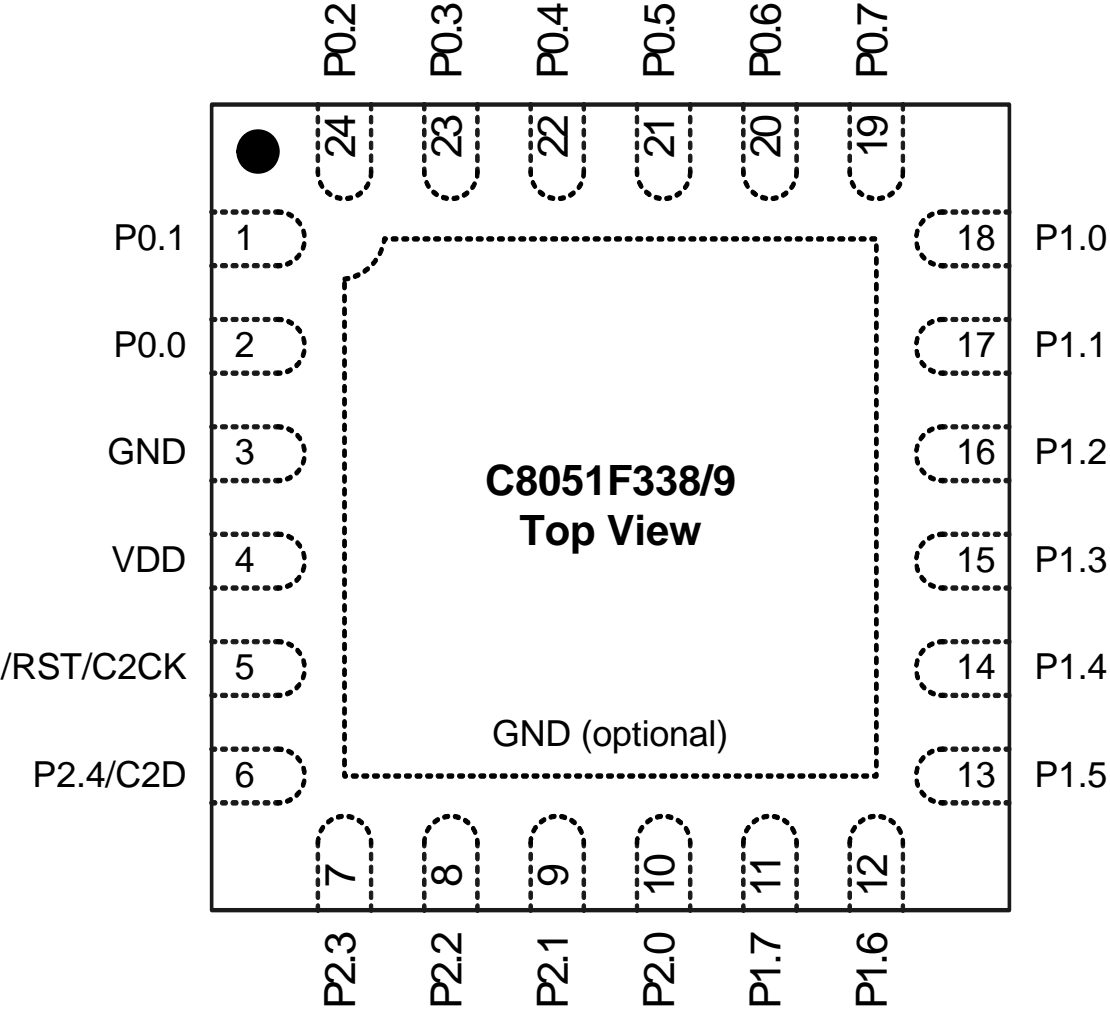 P0.2 P0.3 P0.4 P0.5 P0.6 P0.7
24 23 22 21 20 19
P0.1 1 18 P1.0
P0.0 2 17 P1.1
GND 3 16 P1.2
C8051F338/9
Top View
VDD 4 15 P1.3
/RST/C2CK 5 14 P1.4
GND (optional)
P2.4/C2D 6 13 P1.5
7 8 9 10 11 12
P2.3 P2.2 P2.1 P2.0 P1.7 P1.6